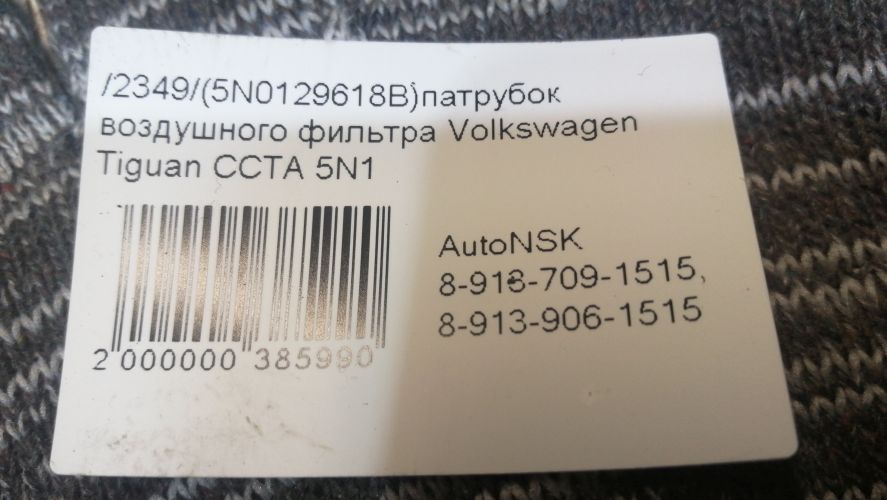 /2349/(5N0129618B)патрубок
воздушного фильтра Volkswagen
Tiguan CCTA 5N1
AutoNSK
8-913-709-1515,
8-913-906-1515
2 000000 385990